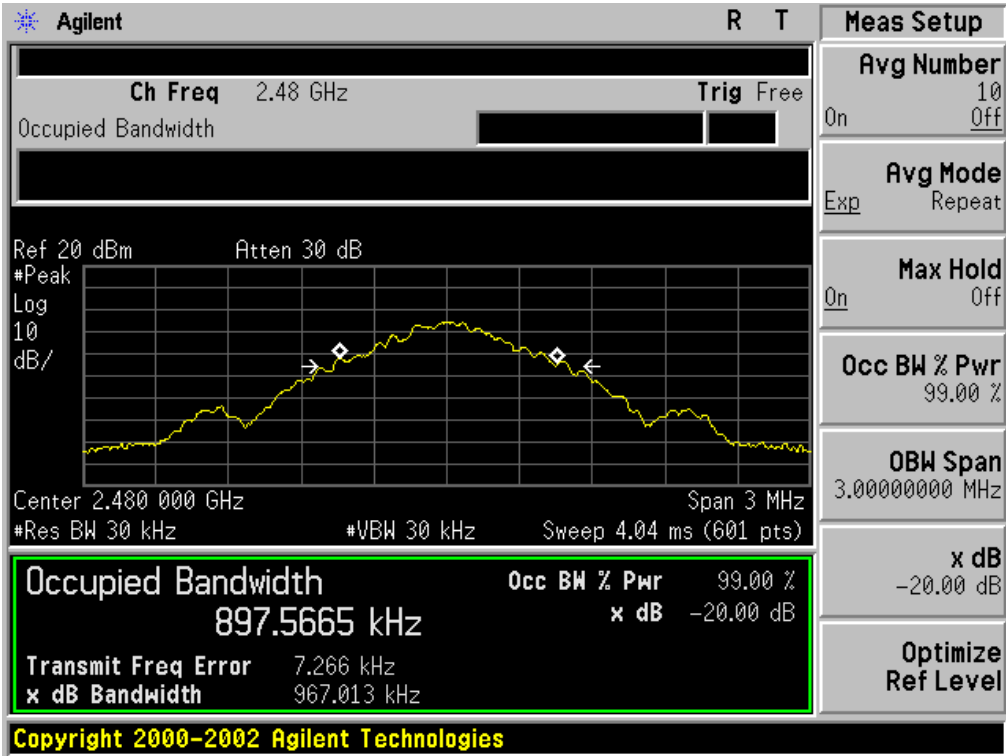 Agilent R T
Ch Freq 2.48 GHz Trig Free
Occupied Bandwidth
Ref 20 dBm Atten 30 dB
#Peak
Log
10
dB/
Center 2.480 000 GHz Span 3 MHz
#Res BW 30 kHz #VBW 30 kHz Sweep 4.04 ms (601 pts)
Occupied Bandwidth Occ BW % Pwr 99.00 %
897.5665 kHz x dB -20.00 dB
Transmit Freq Error 7.266 kHz
x dB Bandwidth 967.013 kHz
Copyright 2000-2002 Agilent Technologies
Meas Setup
Avg Number
10
On Off
Avg Mode
Exp Repeat
Max Hold
On Off
Occ BW % Pwr
99.00 %
OBW Span
3.00000000 MHz
x dB
-20.00 dB
Optimize
Ref Level